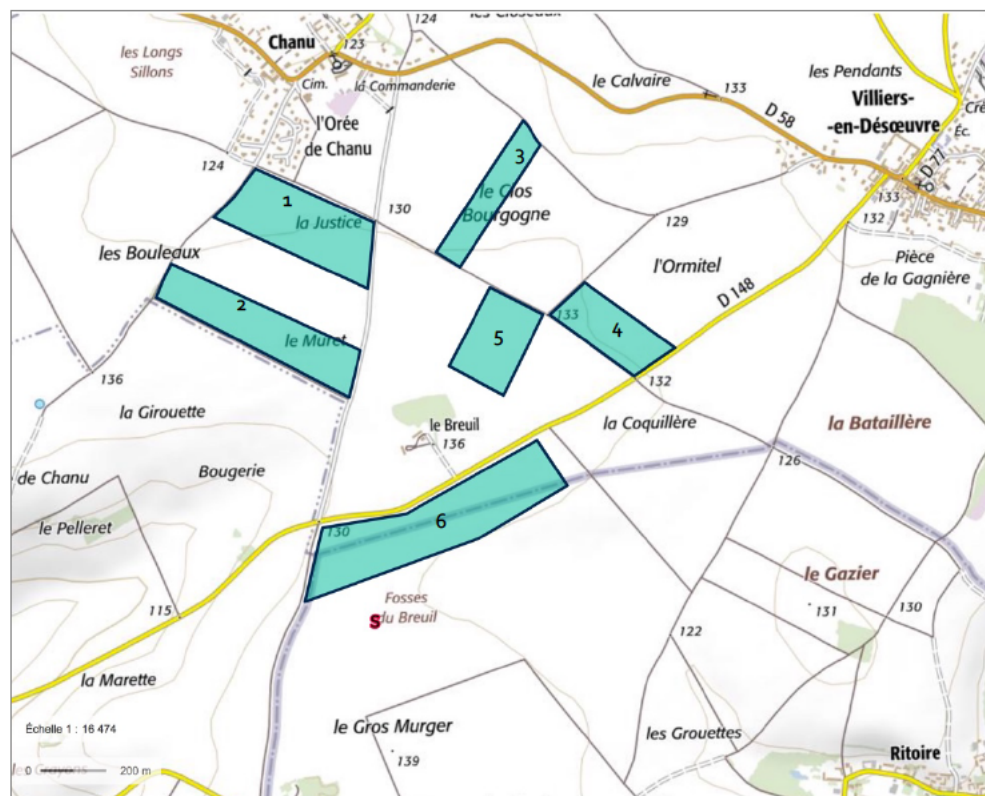 124
les Closeaux
Chanu
123
les Longs
Sillons
Cim.
la Commanderie
le Calvaire
133
les Pendants
Villiers-
-en-Désœuvre
D 58
Éc.
D 77
133
132
l'Orée
de Chanu
124
1
la Justice
130
3
le Clos
Bourgogne
129
l'Ormitel
Pièce
de la Gagnière
les Bouleaux
D 148
2
le Muret
5
133
4
132
136
la Girouette
le Breuil
136
la Coquillère
la Bataillère
126
de Chanu
Bougerie
le Pelleret
6
130
115
Fosses
du Breuil
S
le Gazier
131
130
122
la Marette
le Gros Murger
139
les Grouettes
Ritoire
Échelle 1 : 16 474
0
200 m